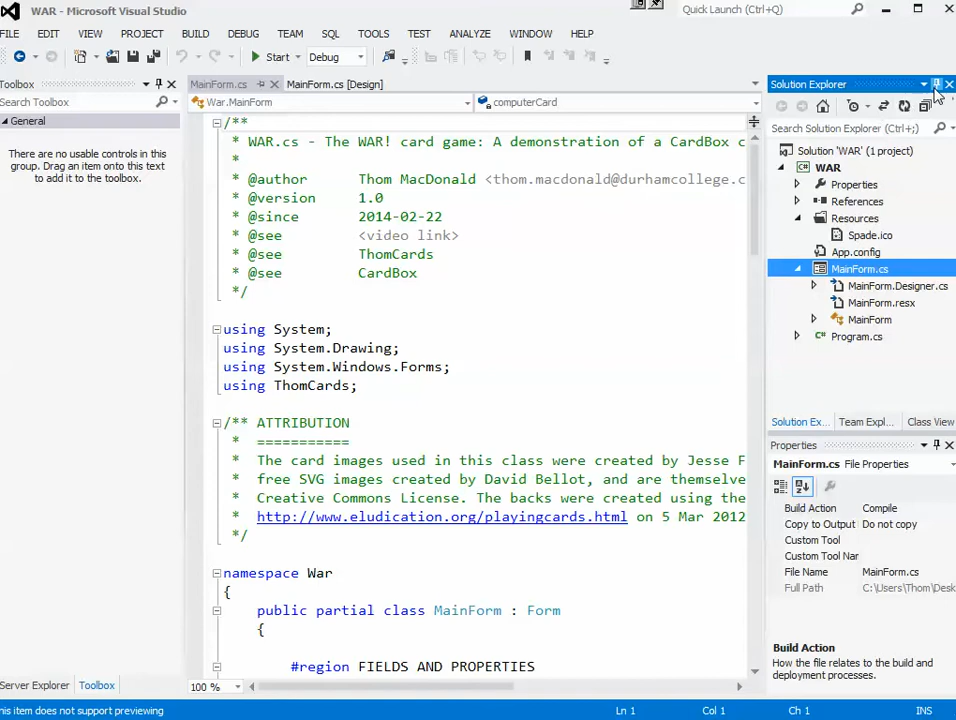 WAR - Microsoft Visual Studio
Quick Launch (Ctrl+Q)
FILE EDIT VIEW PROJECT BUILD DEBUG TEAM SQL TOOLS TEST ANALYZE WINDOW HELP
Start Debug
Toolbox
Search Toolbox
General
There are no usable controls in this
group. Drag an item onto this text
to add it to the toolbox.
Server Explorer Toolbox
MainForm.cs MainForm.cs [Design]
War.MainForm computerCard
/**
* WAR.cs - The WAR! card game: A demonstration of a CardBox c
*
* @author Thom MacDonald <thom.macdonald@durhamcollege.c
* @version 1.0
* @since 2014-02-22
* @see <video link>
* @see ThomCards
* @see CardBox
*/
using System;
using System.Drawing;
using System.Windows.Forms;
using ThomCards;
/** ATTRIBUTION
* ===========
* The card images used in this class were created by Jesse F
* free SVG images created by David Bellot, and are themselve
* Creative Commons License. The backs were created using the
* http://www.eludication.org/playingcards.html on 5 Mar 2012
*/
namespace War
{
public partial class MainForm : Form
{
#region FIELDS AND PROPERTIES
100 %
Solution Explorer
Search Solution Explorer (Ctrl+;)
Solution 'WAR' (1 project)
WAR
Properties
References
Resources
Spade.ico
App.config
MainForm.cs
MainForm.Designer.cs
MainForm.resx
MainForm
Program.cs
Solution Ex... Team Expl... Class View
Properties
MainForm.cs File Properties
Build Action Compile
Copy to Output Do not copy
Custom Tool
Custom Tool Nar
File Name MainForm.cs
Full Path C:\Users\Thom\Desk
Build Action
How the file relates to the build and
deployment processes.
this item does not support previewing Ln 1 Col 1 Ch 1 INS